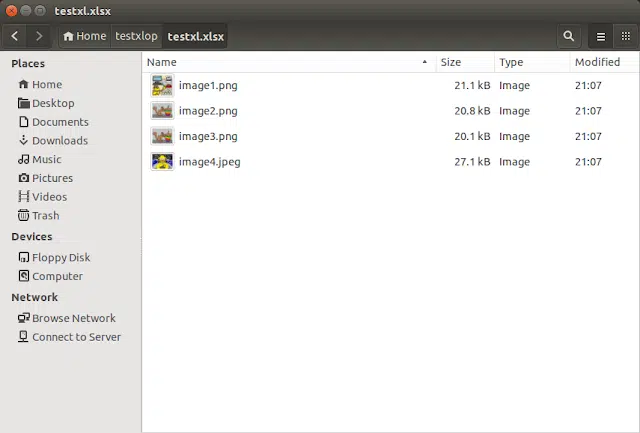 testxl.xlsx
Home testxlop testxl.xlsx
Places
Home
Desktop
Documents
Downloads
Music
Pictures
Videos
Trash
Devices
Floppy Disk
Computer
Network
Browse Network
Connect to Server
Name Size Type Modified
image1.png 21.1 kB Image 21:07
image2.png 20.8 kB Image 21:07
image3.png 20.1 kB Image 21:07
image4.jpeg 27.1 kB Image 21:07